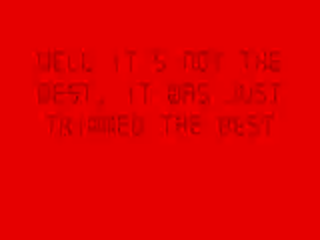 WELL IT'S NOT THE
BEST, IT WAS JUST
TRIMMED THE BEST